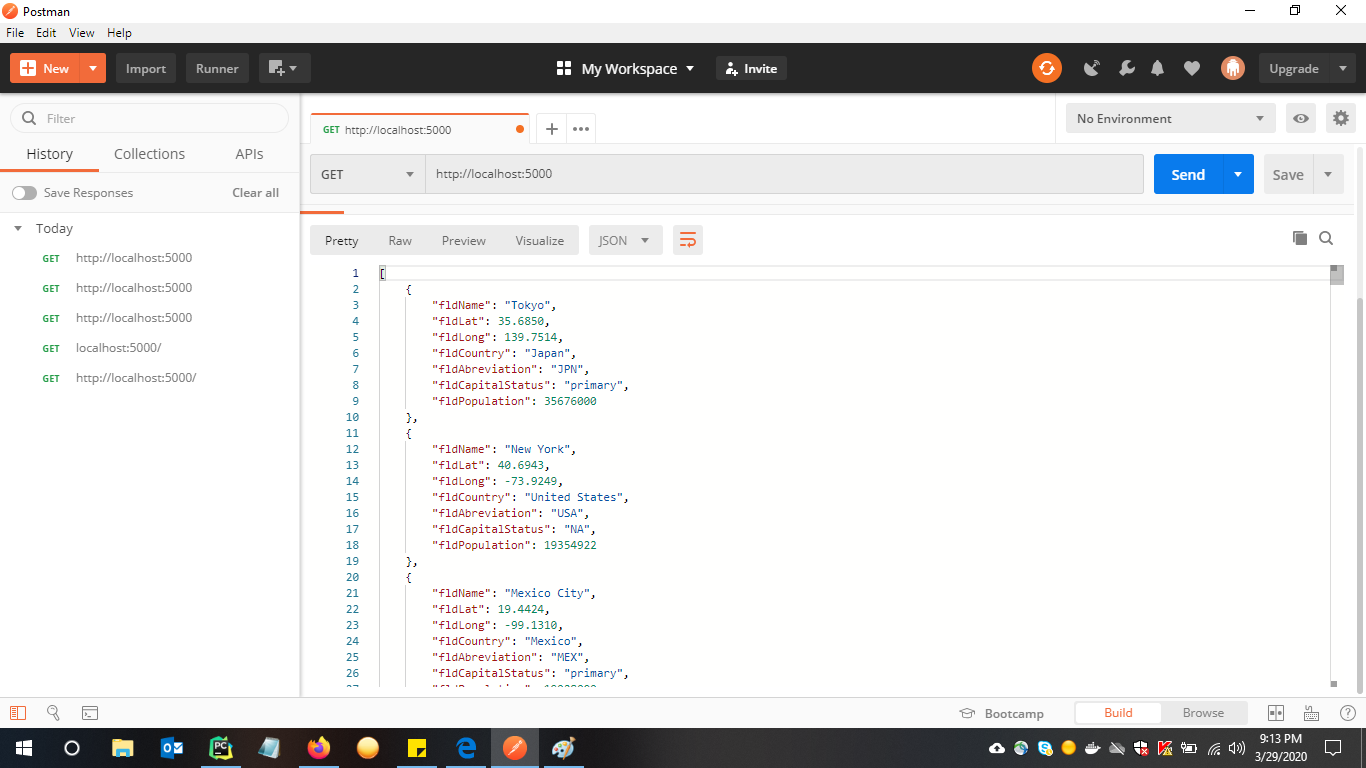 Postman
File Edit View Help
New Import Runner My Workspace Invite Upgrade
Filter
History Collections APIs
Save Responses Clear all
Today
GET http://localhost:5000
GET http://localhost:5000
GET http://localhost:5000
GET localhost:5000/
GET http://localhost:5000/
GET http://localhost:5000
No Environment
GET http://localhost:5000 Send Save
Pretty Raw Preview Visualize JSON
1 [
2 {
3 "fldName": "Tokyo",
4 "fldLat": 35.6850,
5 "fldLong": 139.7514,
6 "fldCountry": "Japan",
7 "fldAbreviation": "JPN",
8 "fldCapitalStatus": "primary",
9 "fldPopulation": 35676000
10 },
11 {
12 "fldName": "New York",
13 "fldLat": 40.6943,
14 "fldLong": -73.9249,
15 "fldCountry": "United States",
16 "fldAbreviation": "USA",
17 "fldCapitalStatus": "NA",
18 "fldPopulation": 19354922
19 },
20 {
21 "fldName": "Mexico City",
22 "fldLat": 19.4424,
23 "fldLong": -99.1310,
24 "fldCountry": "Mexico",
25 "fldAbreviation": "MEX",
26 "fldCapitalStatus": "primary",
Bootcamp Build Browse
PC
9:13 PM
3/29/2020